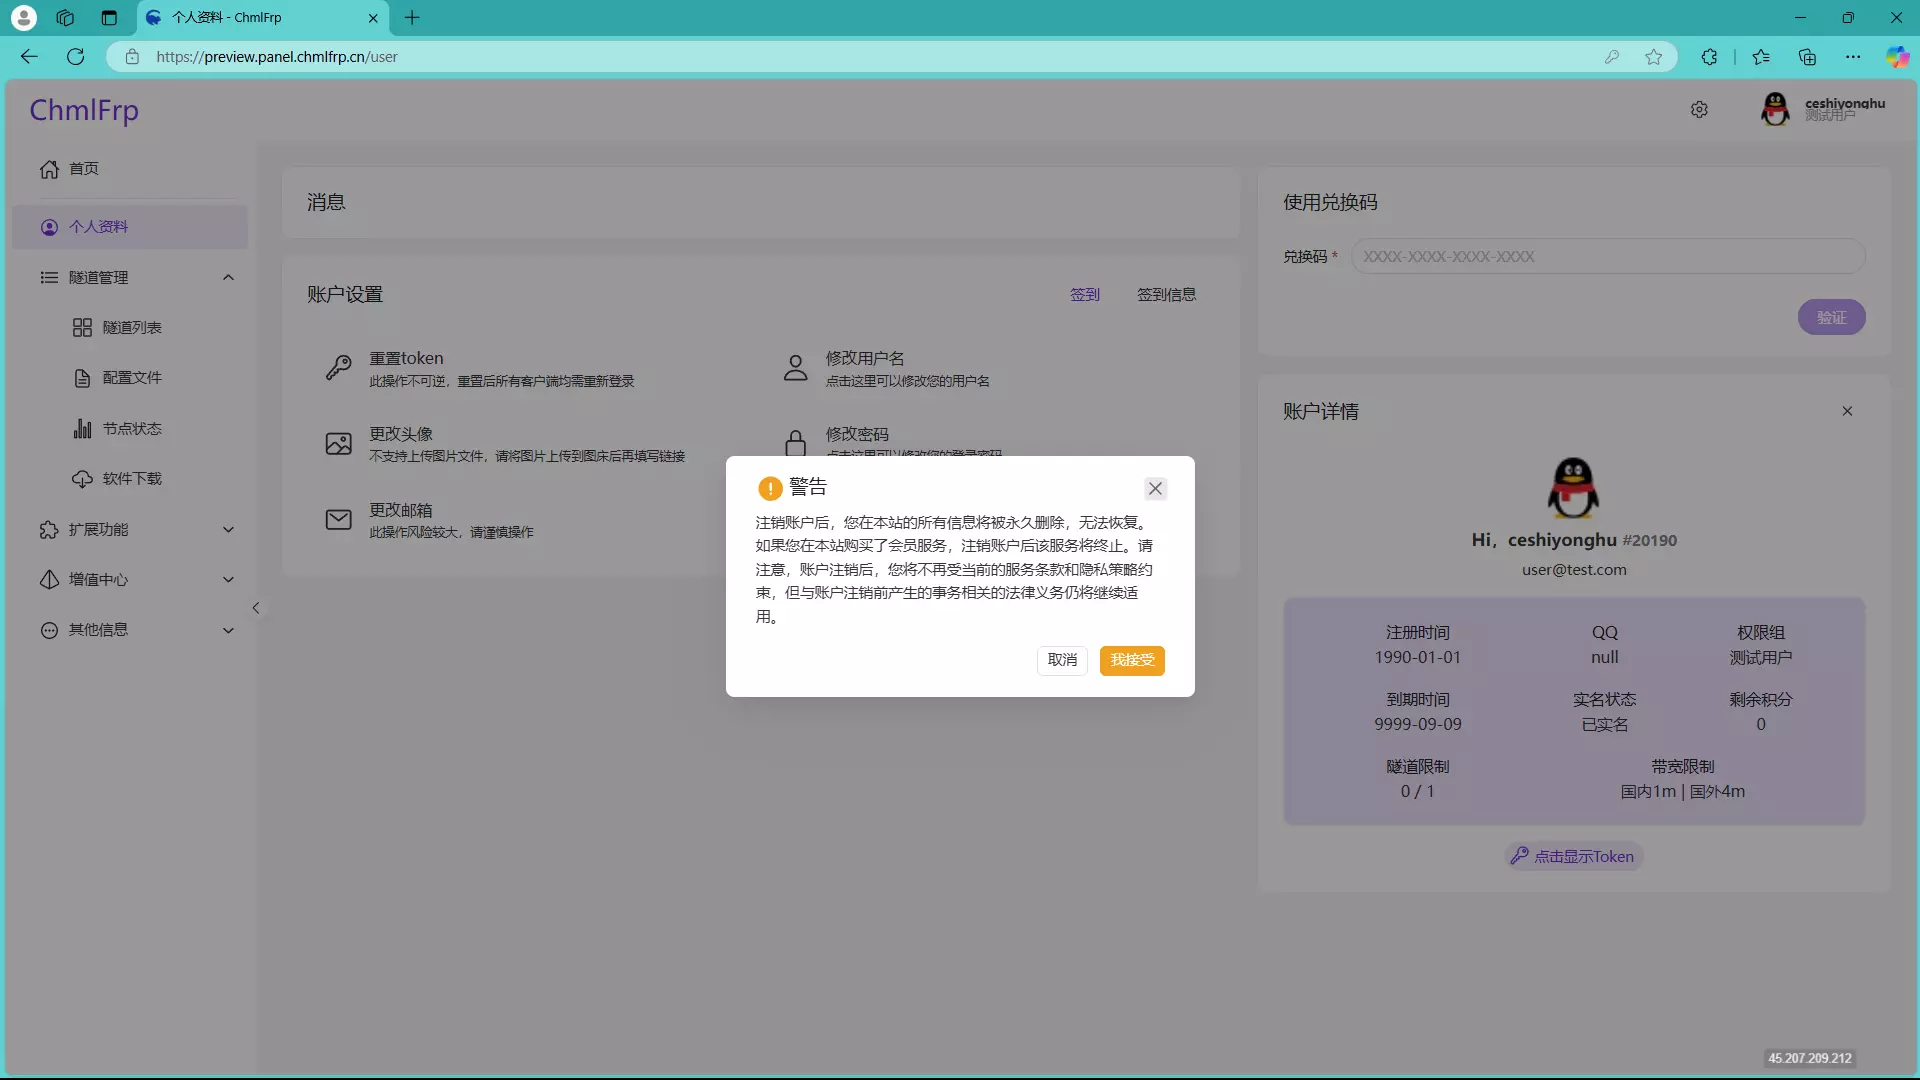 个人资料 - ChmlFrp
https://preview.panel.chmlfrp.cn/user
ChmlFrp
ceshiyonghu
测试用户
首页
个人资料
隧道管理
隧道列表
配置文件
节点状态
软件下载
扩展功能
增值中心
其他信息
消息
账户设置
签到
签到信息
重置token
此操作不可逆，重置后所有客户端均需重新登录
修改用户名
点击这里可以修改您的用户名
更改头像
不支持上传图片文件，请将图片上传到图床后再填写链接
修改密码
点击这里可以修改您的登录密码
更改邮箱
此操作风险较大，请谨慎操作
警告
注销账户后，您在本站的所有信息将被永久删除，无法恢复。
如果您在本站购买了会员服务，注销账户后该服务将终止。请
注意，账户注销后，您将不再受当前的服务条款和隐私策略约
束，但与账户注销前产生的事务相关的法律义务仍将继续适
用。
取消
我接受
使用兑换码
兑换码 *
XXXX-XXXX-XXXX-XXXX
验证
账户详情
Hi，ceshiyonghu #20190
user@test.com
注册时间
1990-01-01
QQ
null
权限组
测试用户
到期时间
9999-09-09
实名状态
已实名
剩余积分
0
隧道限制
0 / 1
带宽限制
国内1m | 国外4m
点击显示Token
45.207.209.212